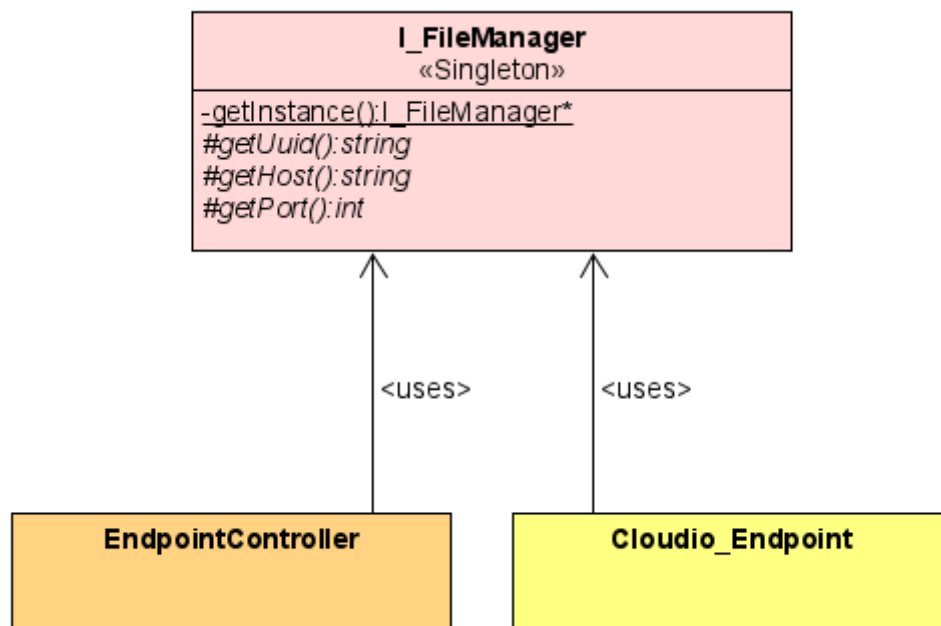 I_FileManager
«Singleton»
-getInstance():I_FileManager*
#getUuid():string
#getHost():string
#getPort():int
<uses>
<uses>
EndpointController
Cloudio_Endpoint